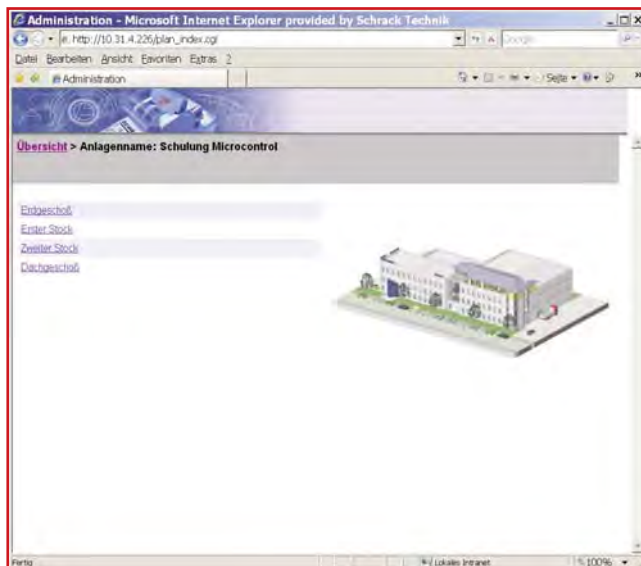 Administration - Microsoft Internet Explorer provided by Schrack Technik
http://10.31.4.226/plan_index.cgi
Google
Datei Bearbeiten Ansicht Favoriten Extras ?
Administration
Seite
Übersicht > Anlagenname: Schulung Microcontrol
Erdgeschoß
Erster Stock
Zweiter Stock
Dachgeschoß
Fertig
Lokales Intranet
100%